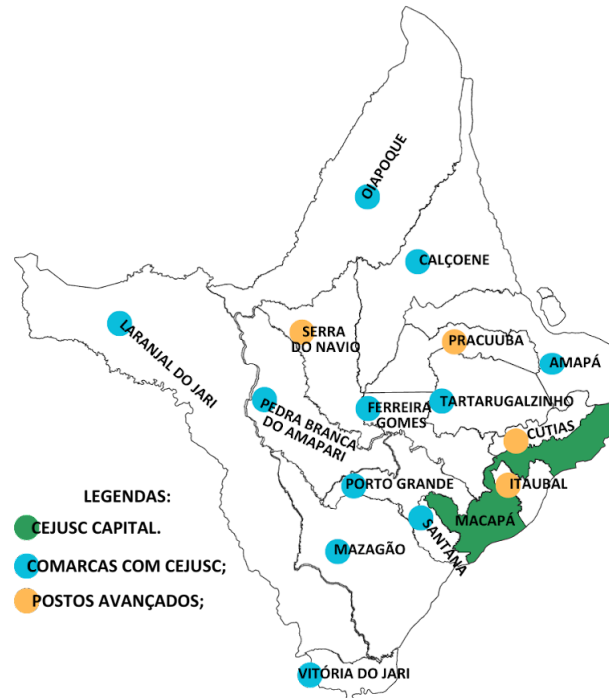 OIAPOQUE
CALÇOENE
LARANJAL DO JARI
SERRA
DO NAVIO
PRACUUBA
AMAPÁ
PEDRA BRANCA
DO AMAPARI
FERREIRA
GOMES
TARTARUGALZINHO
CUTIAS
PORTO GRANDE
ITAUBAL
MACAPÁ
SANTANA
MAZAGÃO
VITÓRIA DO JARI
LEGENDAS:
CEJUSC CAPITAL.
COMARCAS COM CEJUSC;
POSTOS AVANÇADOS;